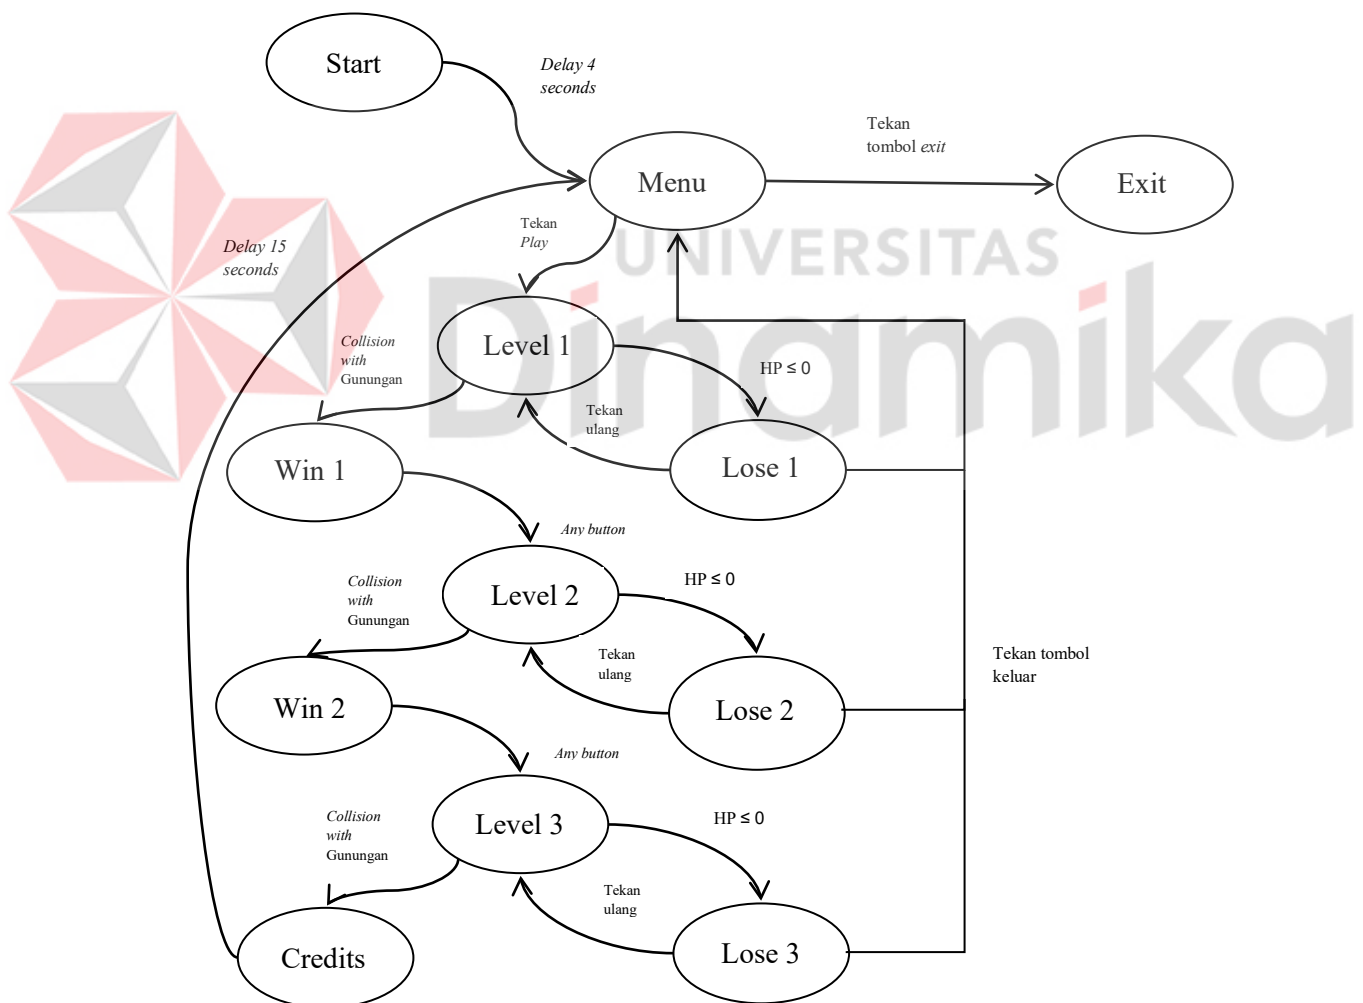 Start
Delay 4
seconds
Menu
Tekan
tombol exit
Exit
Tekan
Play
Delay 15
seconds
UNIVERSITAS
Dinamika
Level 1
Collision
with
Gunungan
HP ≤ 0
Tekan
ulang
Win 1
Lose 1
Any button
Level 2
Collision
with
Gunungan
HP ≤ 0
Tekan
ulang
Tekan tombol
keluar
Win 2
Lose 2
Any button
Level 3
Collision
with
Gunungan
HP ≤ 0
Tekan
ulang
Credits
Lose 3